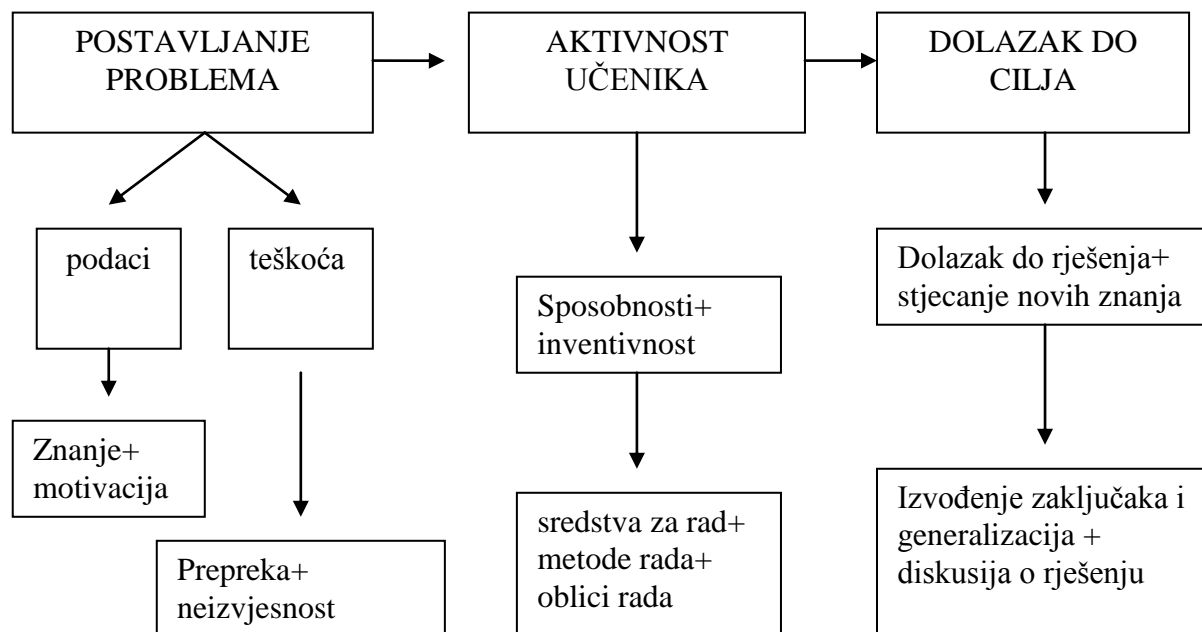 POSTAVLJANJE
PROBLEMA
AKTIVNOST
UČENIKA
DOLAZAK DO
CILJA
podaci
teškoća
Znanje+
motivacija
Prepreka+
neizvjesnost
Sposobnosti+
inventivnost
sredstva za rad+
metode rada+
oblici rada
Dolazak do rješenja+
stjecanje novih znanja
Izvođenje zaključaka i
generalizacija +
diskusija o rješenju